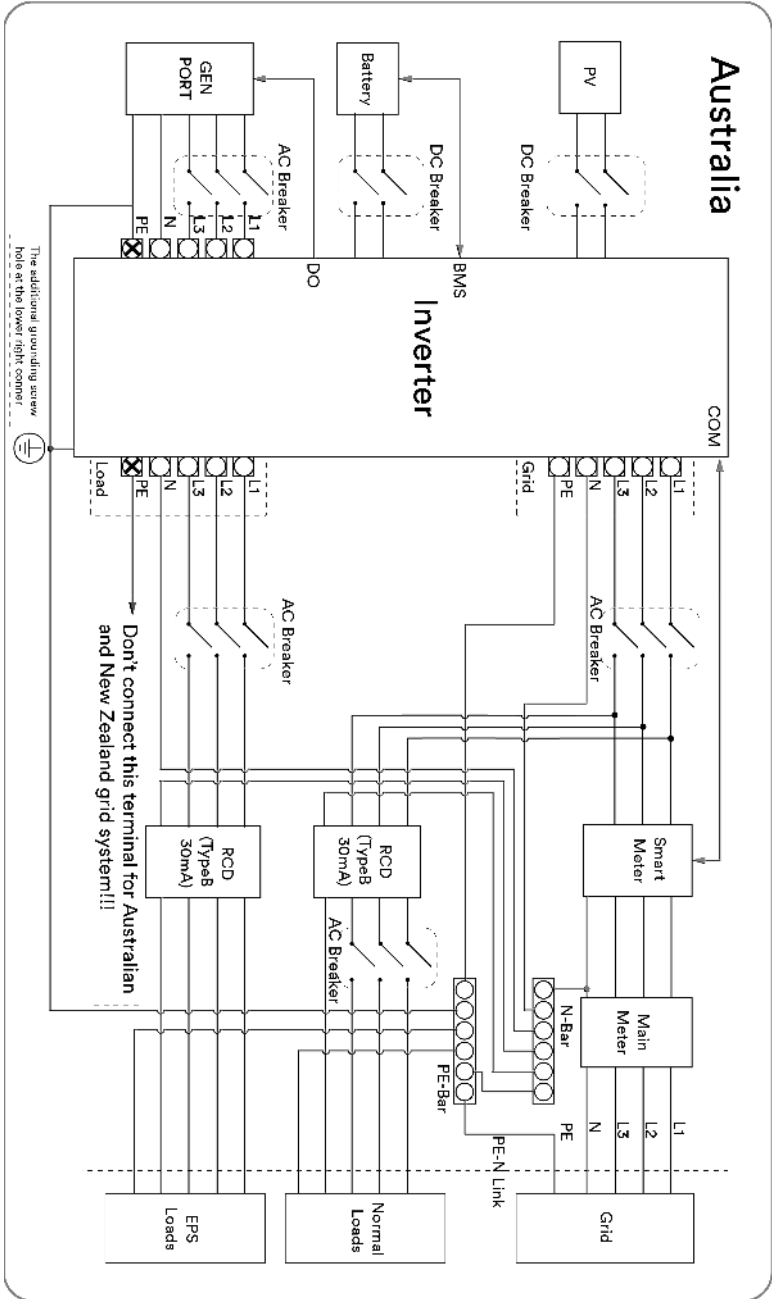 Australia
PV
Battery
GEN
PORT
DC Breaker
DC Breaker
AC Breaker
L1
L2
L3
N
PE
DO
BMS
Inverter
COM
The additional grounding screw
hole at the lower right conner
Grid
L1
L2
L3
N
PE
Load
L1
L2
L3
N
PE
AC Breaker
AC Breaker
Don't connect this terminal for Australian
and New Zealand grid system!!!
Smart
Meter
RCD
(TypeB
30mA)
RCD
(TypeB
30mA)
AC Breaker
Main
Meter
N-Bar
PE-Bar
L1
L2
L3
N
PE
PE-N Link
Grid
Normal
Loads
EPS
Loads